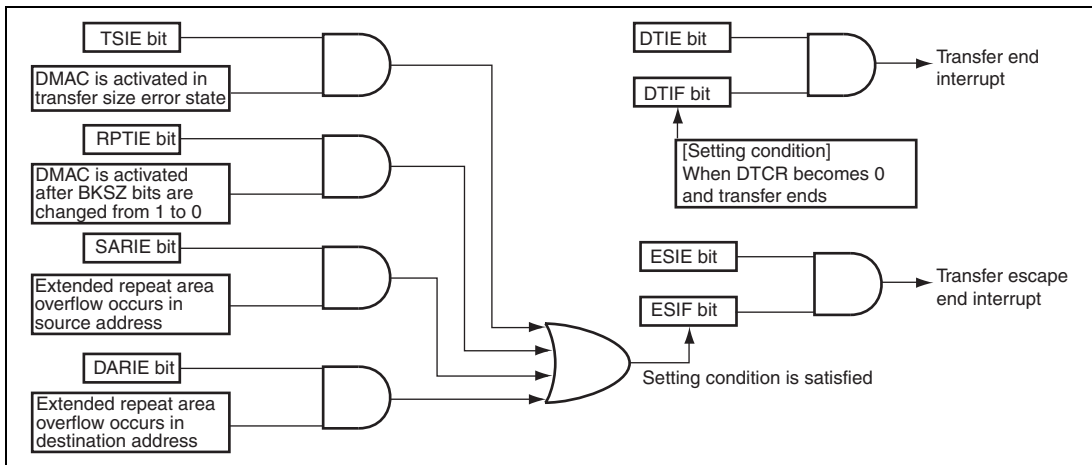 TSIE bit
DMAC is activated in
transfer size error state
RPTIE bit
DMAC is activated
after BKSZ bits are
changed from 1 to 0
SARIE bit
Extended repeat area
overflow occurs in
source address
DARIE bit
Extended repeat area
overflow occurs in
destination address
Setting condition is satisfied
DTIE bit
DTIF bit
[Setting condition]
When DTCR becomes 0
and transfer ends
Transfer end
interrupt
ESIE bit
ESIF bit
Transfer escape
end interrupt